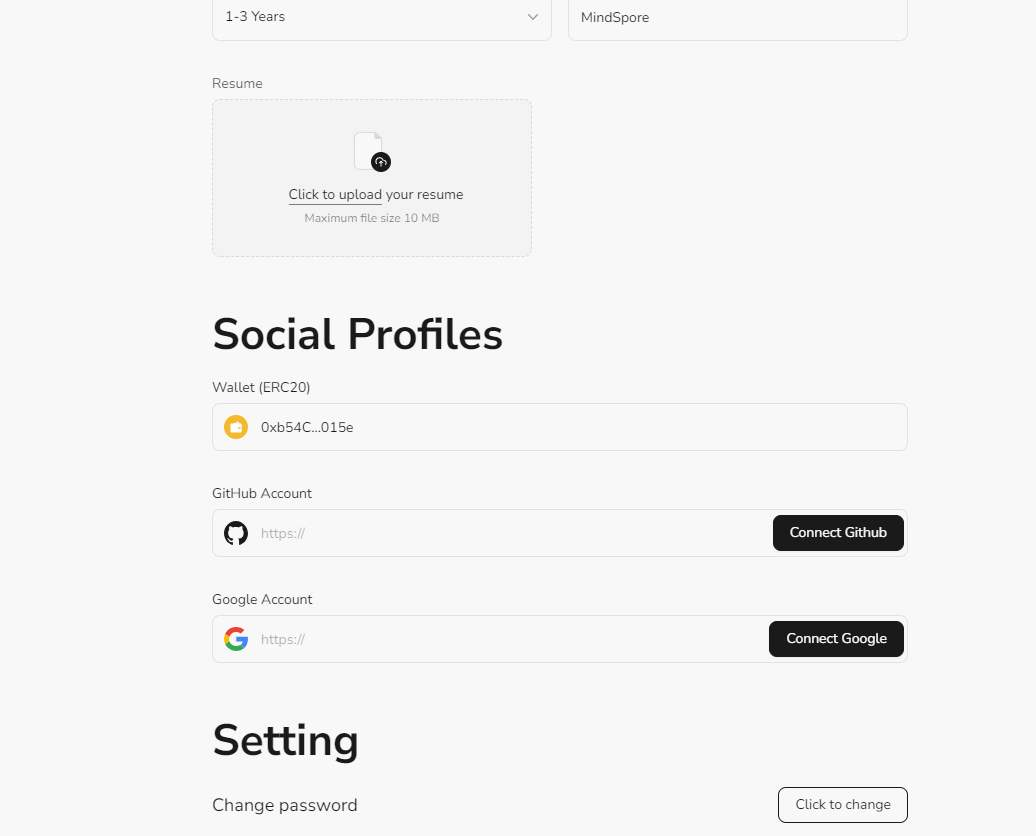 1-3 Years
MindSpore
Resume
Click to upload your resume
Maximum file size 10 MB
Social Profiles
Wallet (ERC20)
0xb54C...015e
GitHub Account
https://
Connect Github
Google Account
https://
Connect Google
Setting
Change password
Click to change